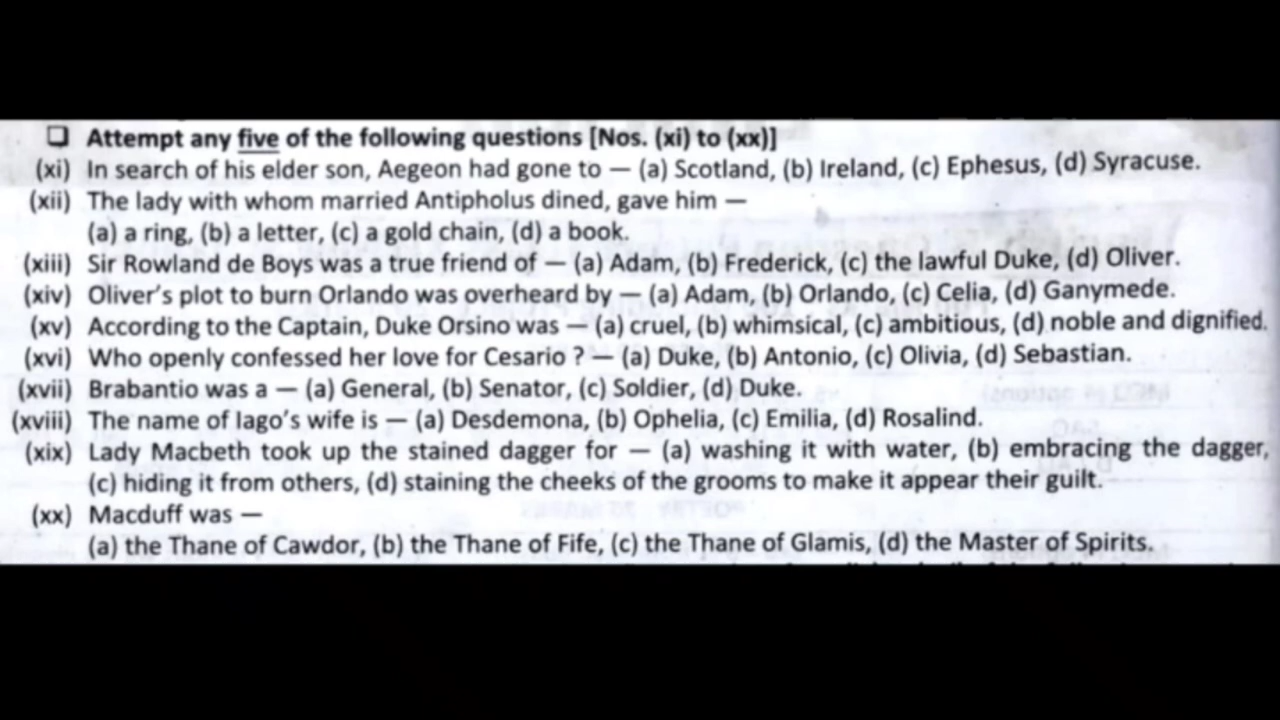 ❑ Attempt any five of the following questions [Nos. (xi) to (xx)]
(xi) In search of his elder son, Aegeon had gone to — (a) Scotland, (b) Ireland, (c) Ephesus, (d) Syracuse.
(xii) The lady with whom married Antipholus dined, gave him —
(a) a ring, (b) a letter, (c) a gold chain, (d) a book.
(xiii) Sir Rowland de Boys was a true friend of — (a) Adam, (b) Frederick, (c) the lawful Duke, (d) Oliver.
(xiv) Oliver's plot to burn Orlando was overheard by — (a) Adam, (b) Orlando, (c) Celia, (d) Ganymede.
(xv) According to the Captain, Duke Orsino was — (a) cruel, (b) whimsical, (c) ambitious, (d) noble and dignified.
(xvi) Who openly confessed her love for Cesario ? — (a) Duke, (b) Antonio, (c) Olivia, (d) Sebastian.
(xvii) Brabantio was a — (a) General, (b) Senator, (c) Soldier, (d) Duke.
(xviii) The name of Iago's wife is — (a) Desdemona, (b) Ophelia, (c) Emilia, (d) Rosalind.
(xix) Lady Macbeth took up the stained dagger for — (a) washing it with water, (b) embracing the dagger,
(c) hiding it from others, (d) staining the cheeks of the grooms to make it appear their guilt.
(xx) Macduff was —
(a) the Thane of Cawdor, (b) the Thane of Fife, (c) the Thane of Glamis, (d) the Master of Spirits.